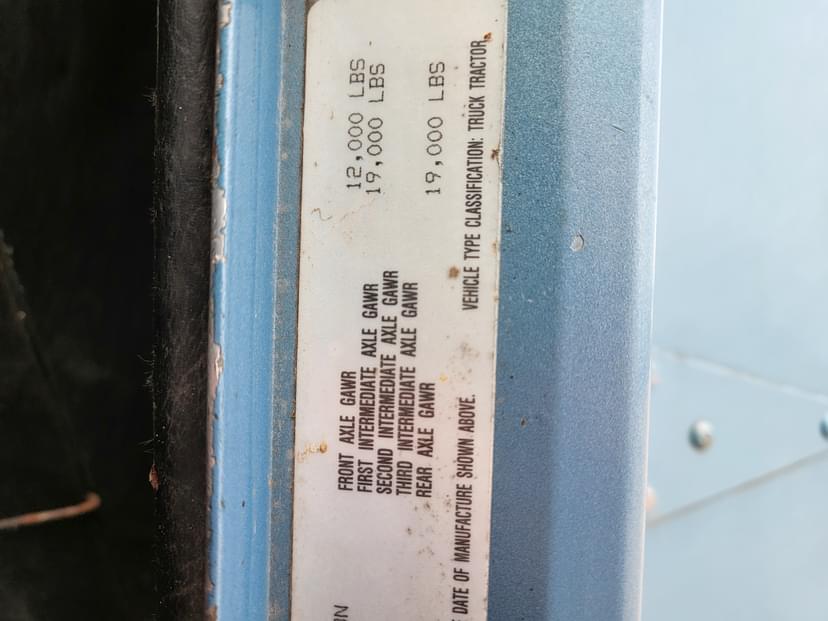 FRONT AXLE GAWR 12,000 LBS
FIRST INTERMEDIATE AXLE GAWR 19,000 LBS
SECOND INTERMEDIATE AXLE GAWR
THIRD INTERMEDIATE AXLE GAWR
REAR AXLE GAWR 19,000 LBS
DATE OF MANUFACTURE SHOWN ABOVE. VEHICLE TYPE CLASSIFICATION: TRUCK TRACTOR